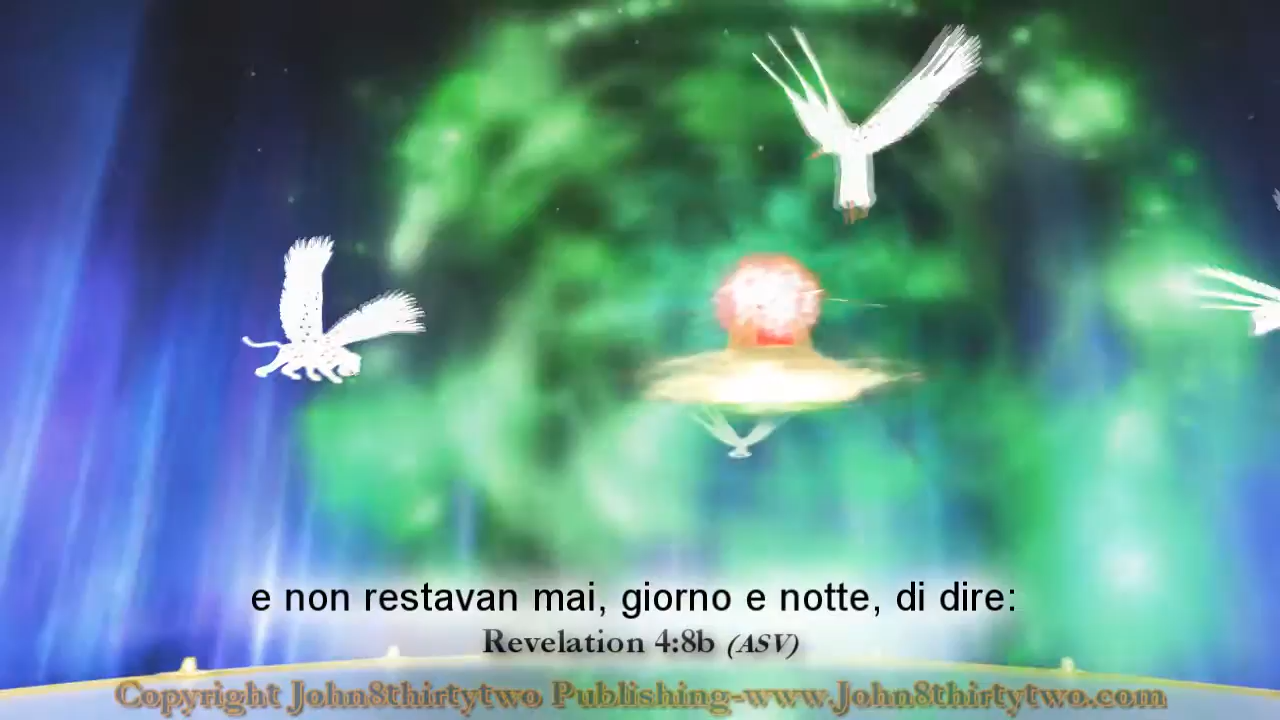 e non restavan mai, giorno e notte, di dire:
Revelation 4:8b (ASV)
Copyright John8thirtytwo Publishing-www.John8thirtytwo.com